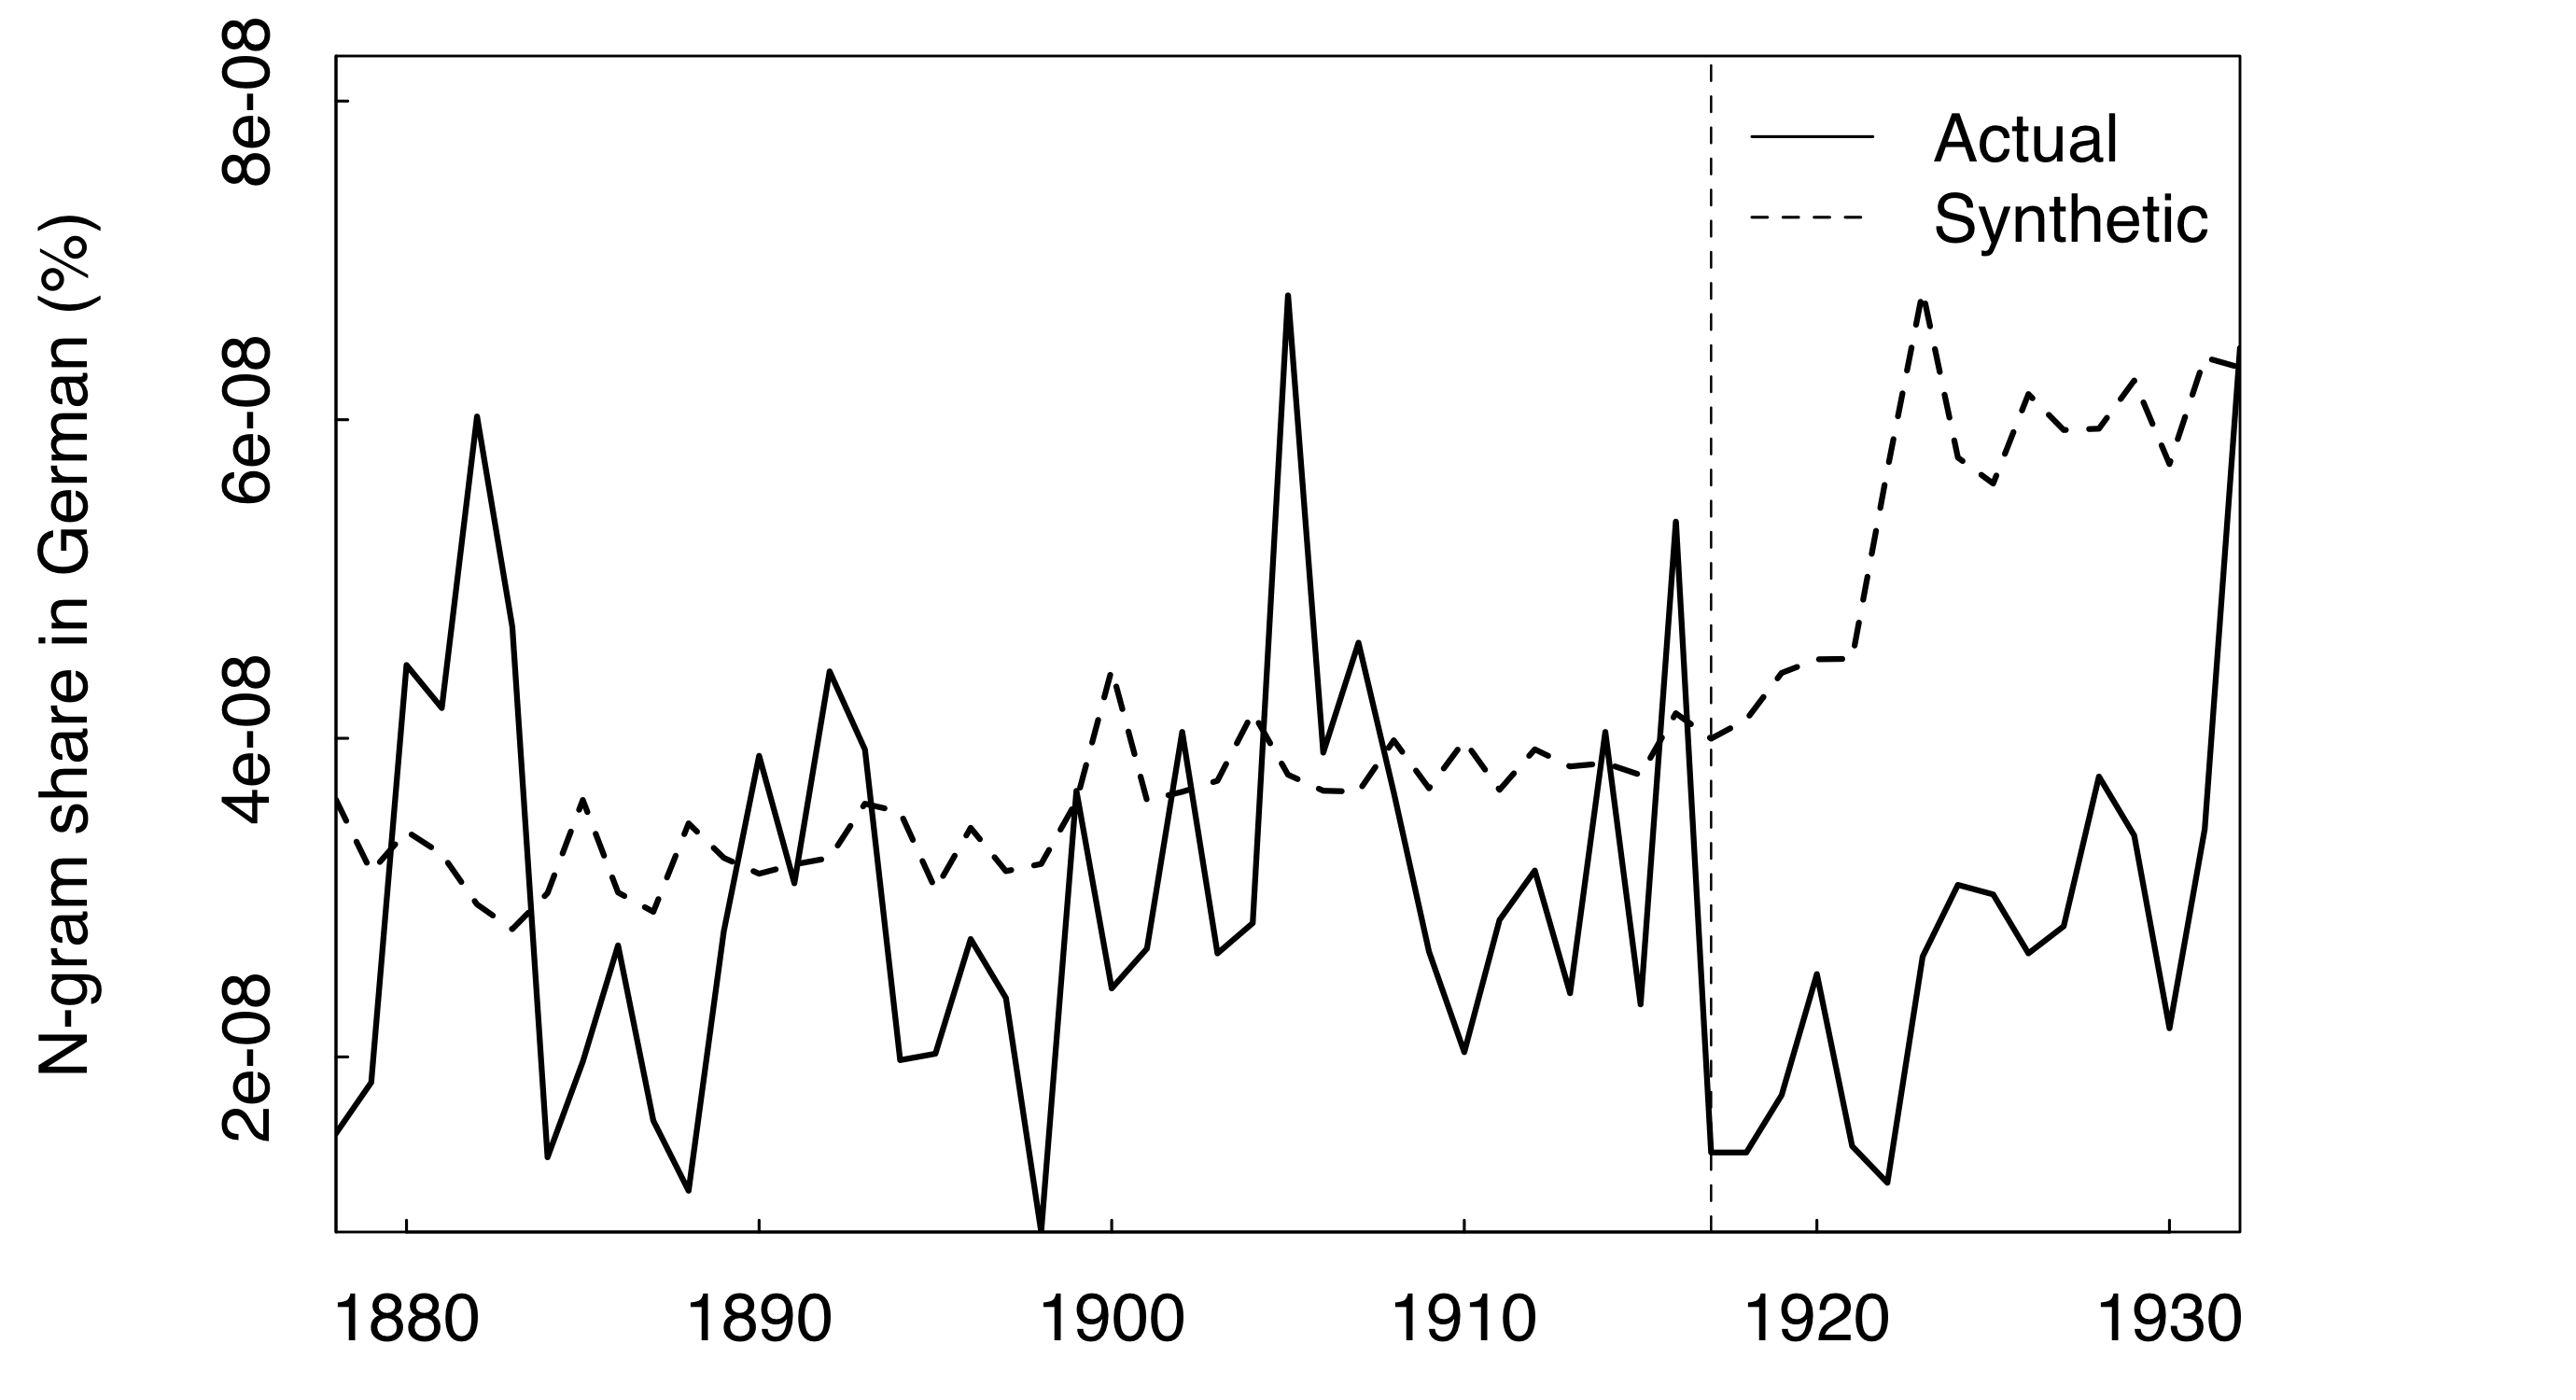 N-gram share in German (%)
8e-08
6e-08
4e-08
2e-08
Actual
Synthetic
1880 1890 1900 1910 1920 1930